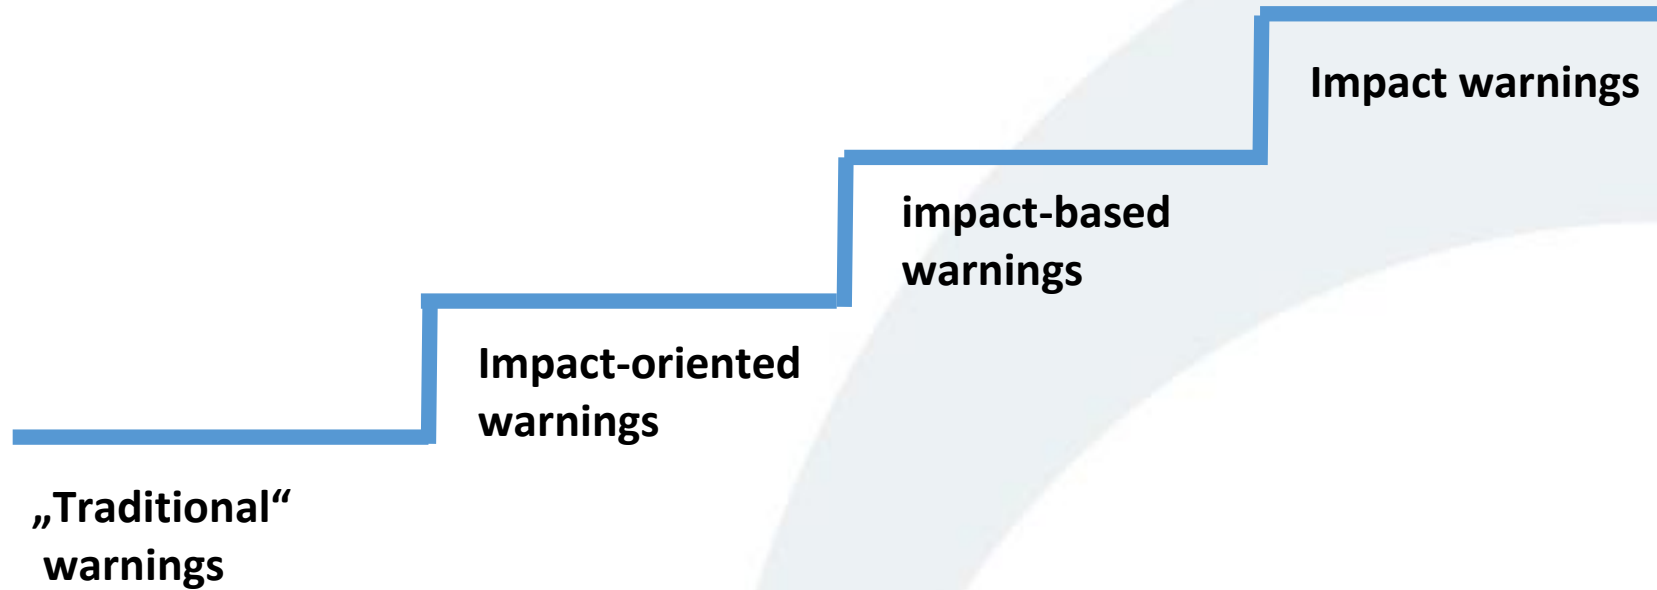 Impact warnings
impact-based
warnings
Impact-oriented
warnings
„Traditional“
warnings